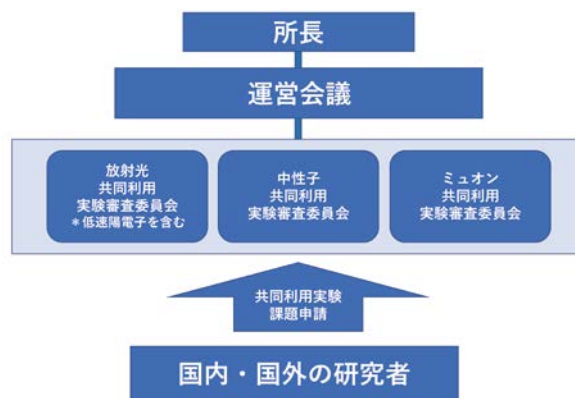 所長
運営会議
放射光
共同利用
実験審査委員会
＊低速陽電子を含む
中性子
共同利用
実験審査委員会
ミュオン
共同利用
実験審査委員会
共同利用実験
課題申請
国内・国外の研究者